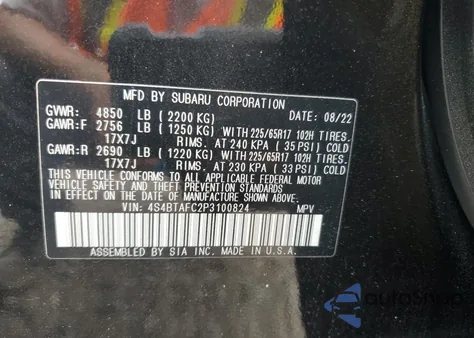 MFD BY SUBARU CORPORATION 08/22
GVWR: 4850 LB (2200 KG)
GAWR:F 2756 LB (1250 KG) WITH 225/65R17 102H TIRES.
17X7J RIMS. AT 240 KPA (35 PSI) COLD
GAWR:R 2690 LB (1220 KG) WITH 225/65R17 102H TIRES.
17X7J RIMS. AT 230 KPA (33 PSI) COLD
THIS VEHICLE CONFORMS TO ALL APPLICABLE FEDERAL MOTOR
VEHICLE SAFETY, BUMPER, AND THEFT PREVENTION STANDARDS
IN EFFECT ON THE DATE OF MANUFACTURE SHOWN ABOVE.
VIN: 4S4BTAFC2P3100824 MPV
ASSEMBLED BY SIA INC. MADE IN U.S.A.
autoSnap